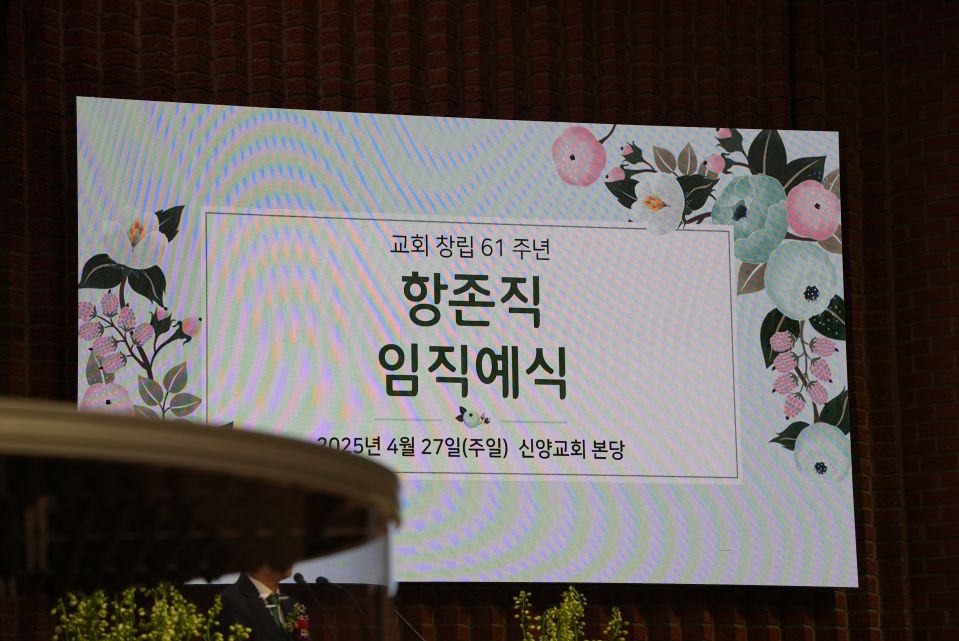 교회 창립 61 주년
항존직
임직예식
2025년 4월 27일(주일) 신양교회 본당